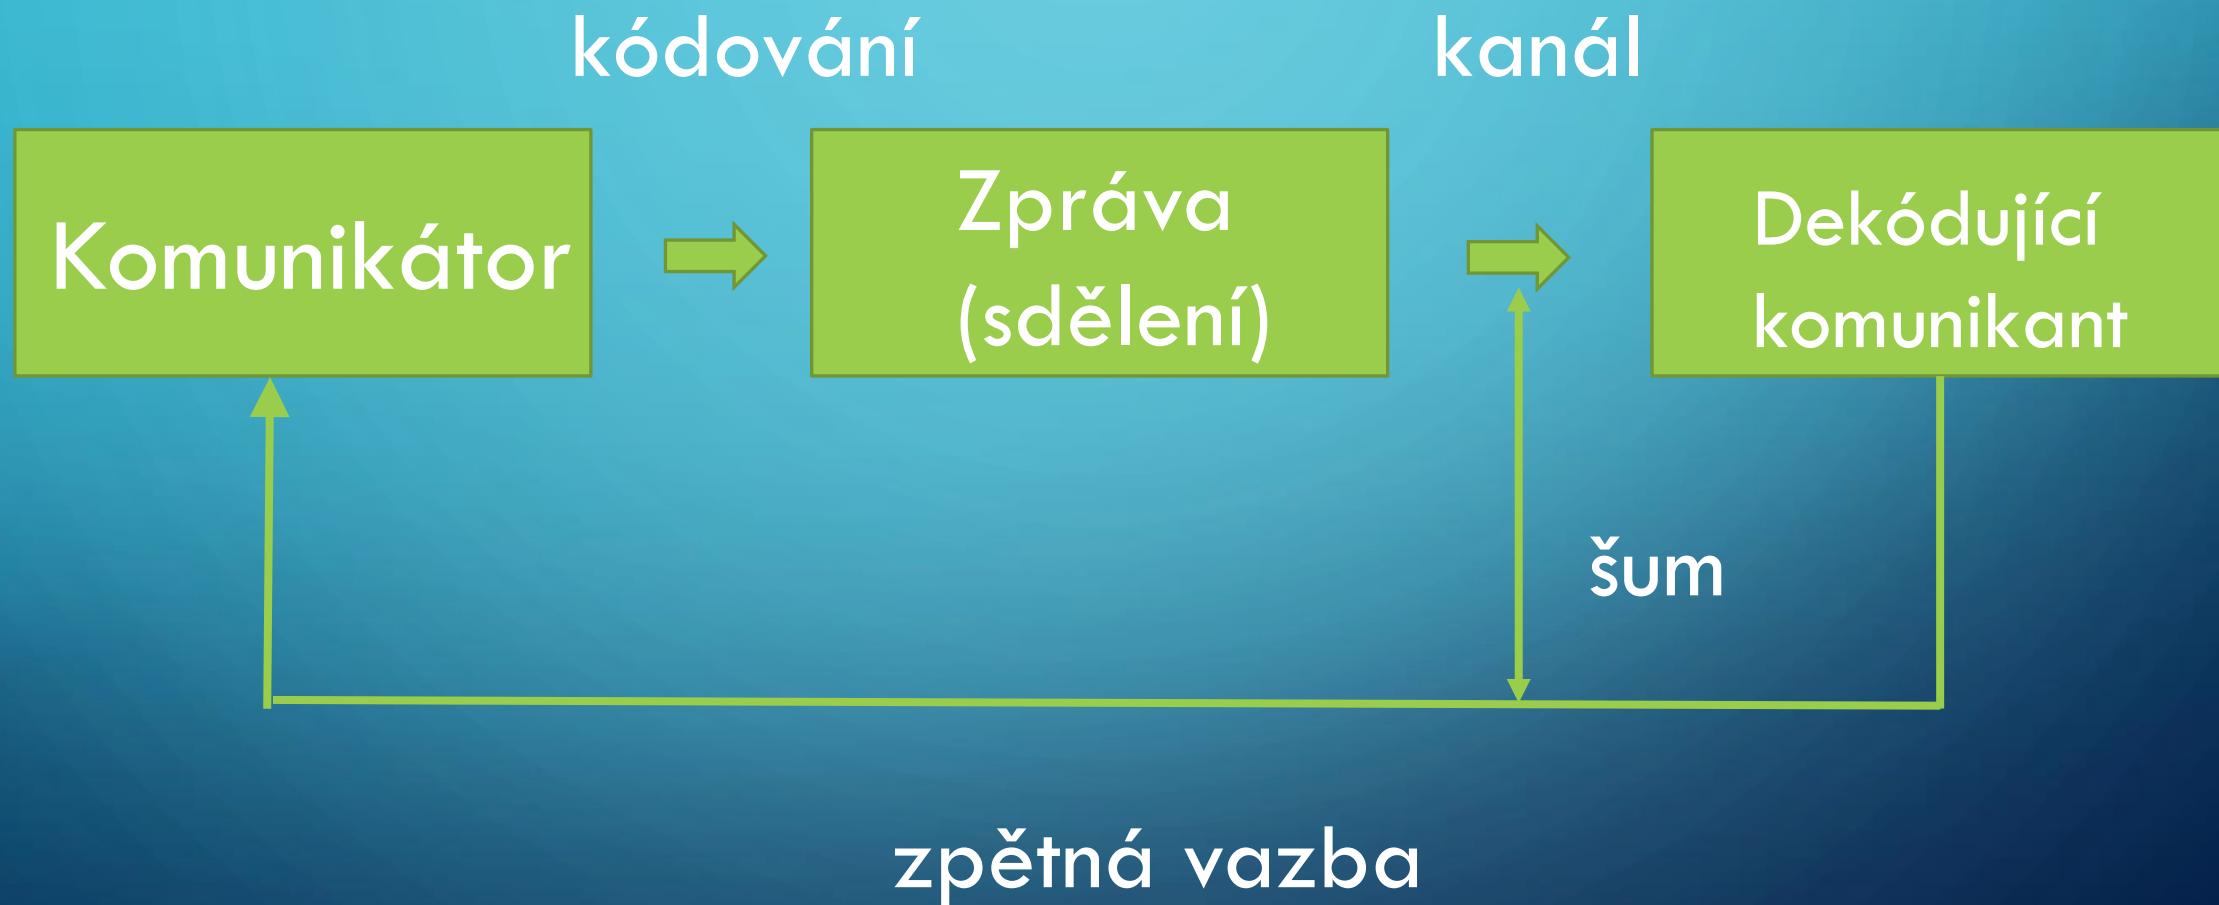 kódování
kanál
Komunikátor
Zpráva
(sdělení)
Dekódující
komunikant
šum
zpětná vazba